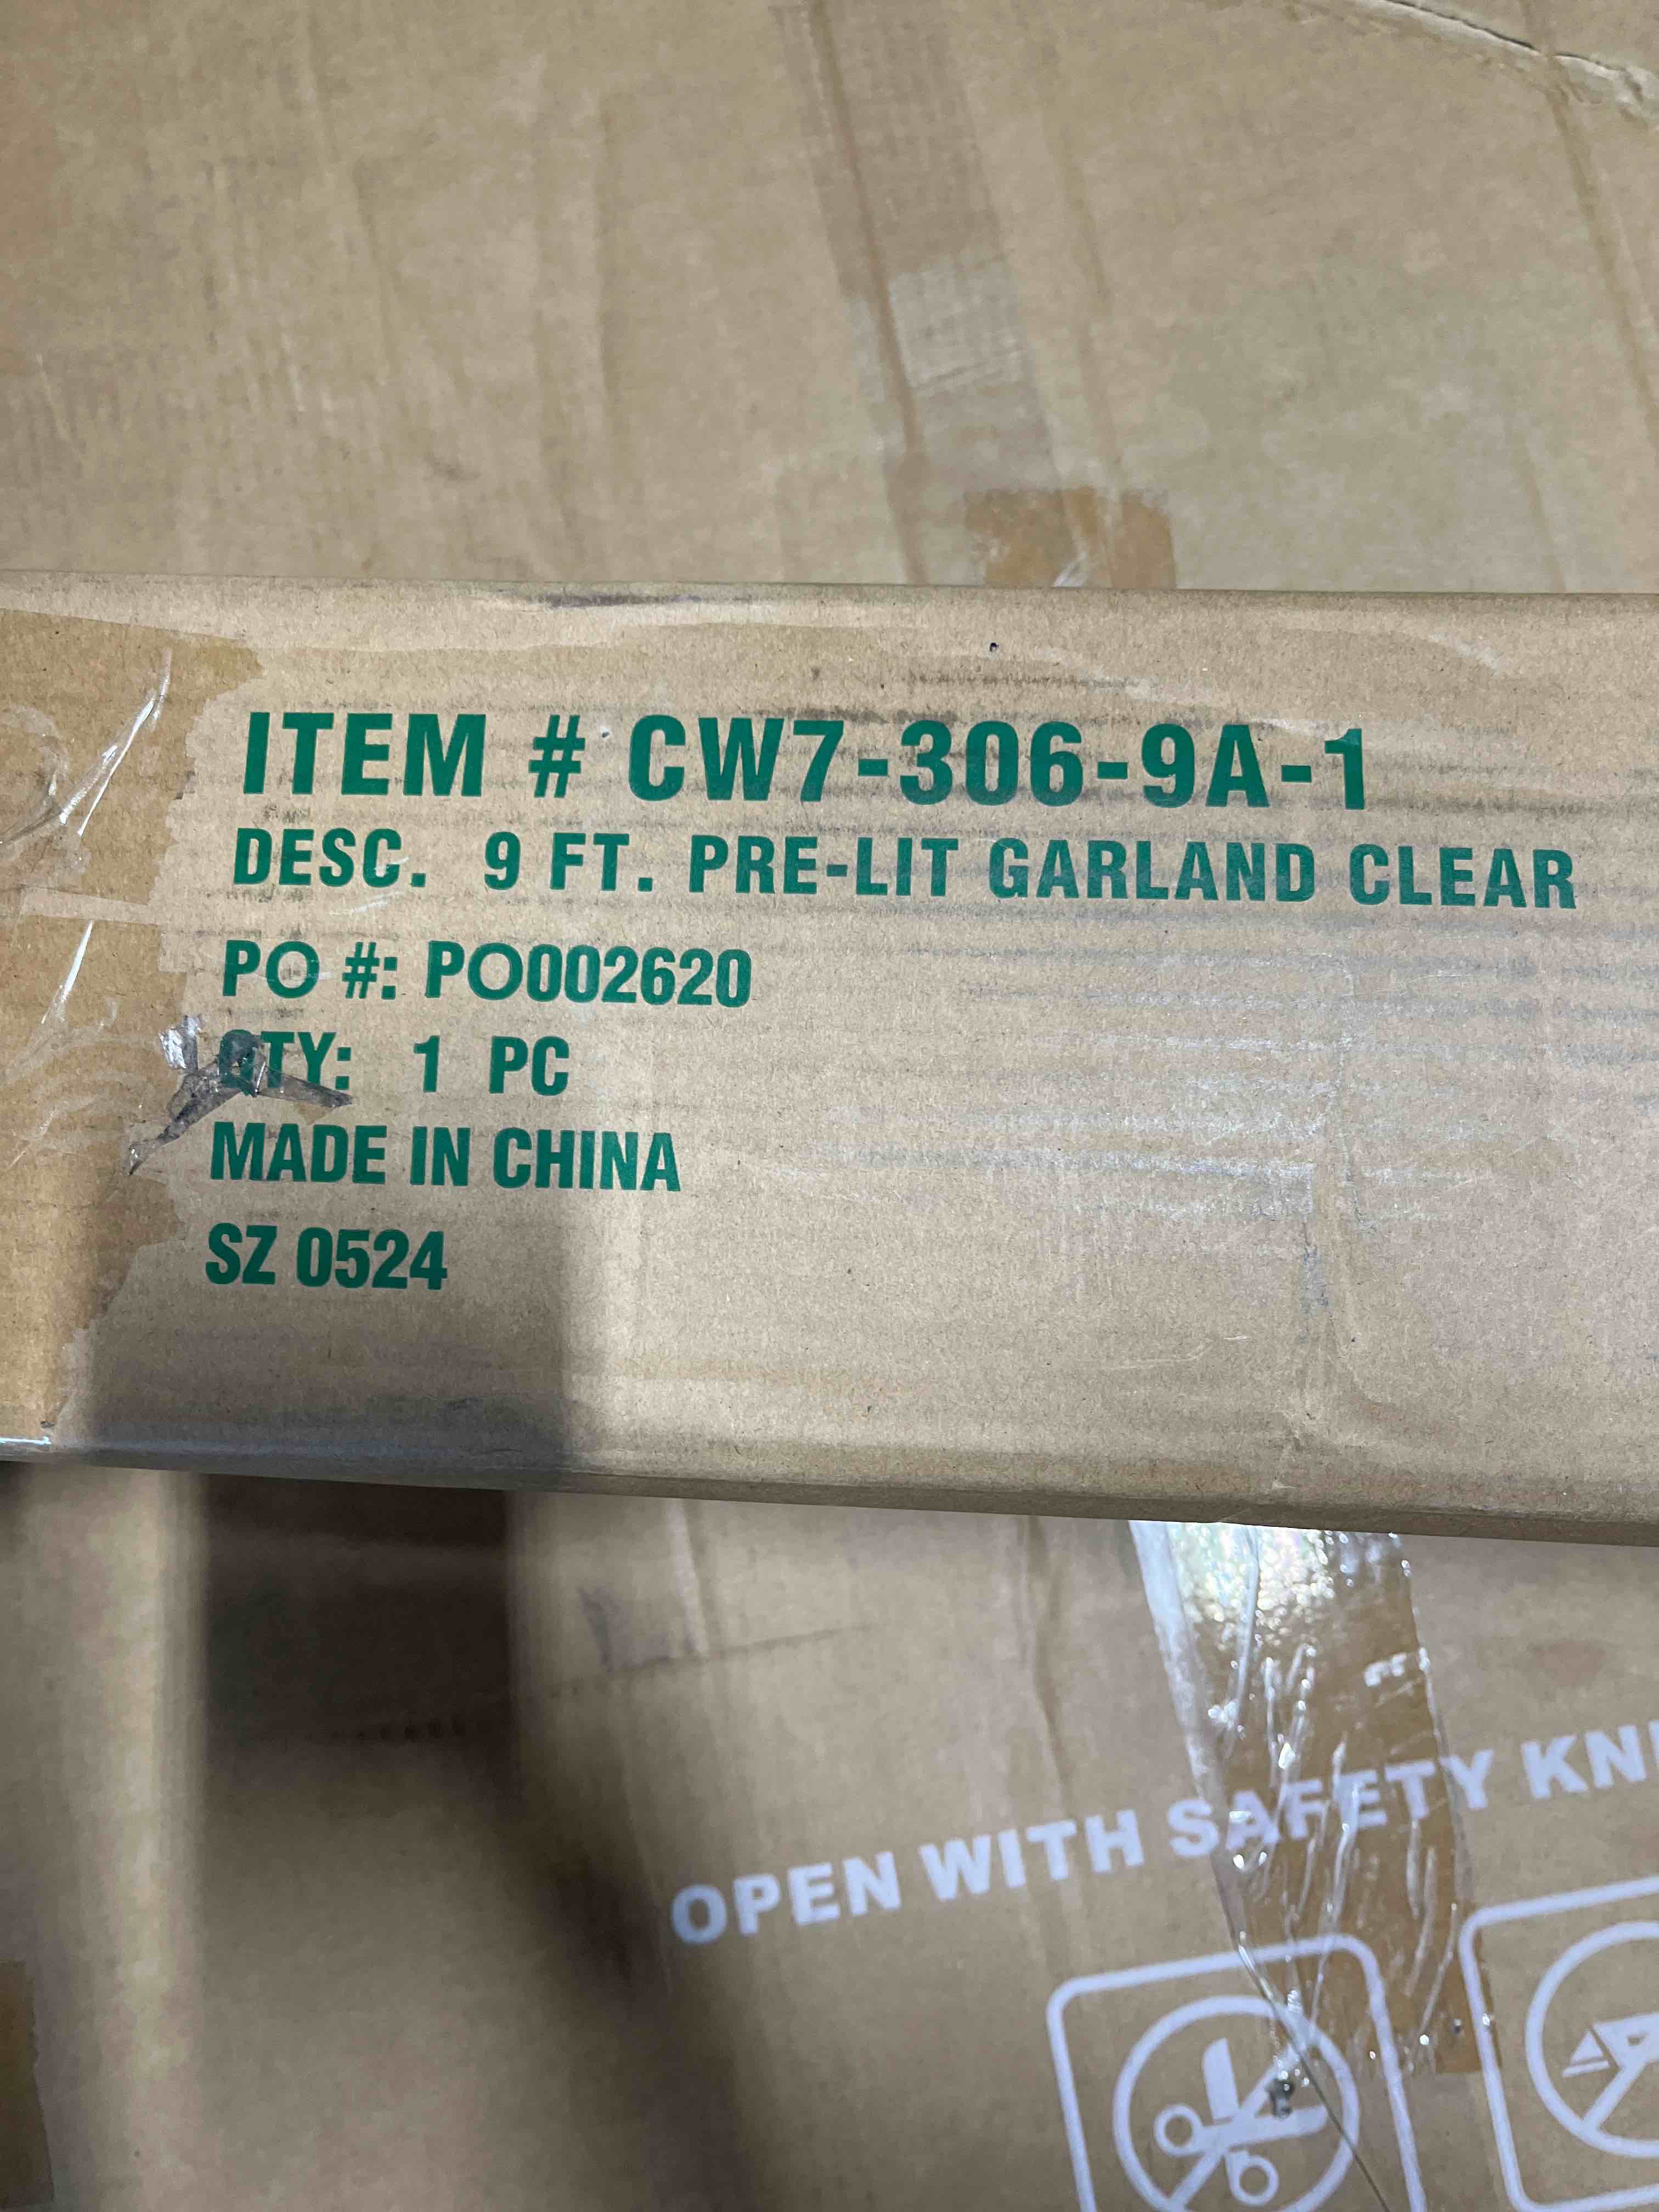 ITEM # CW7-306-9A-1
DESC. 9 FT. PRE-LIT GARLAND CLEAR
PO #: PO002620
QTY: 1 PC
MADE IN CHINA
SZ 0524
OPEN WITH SAFETY